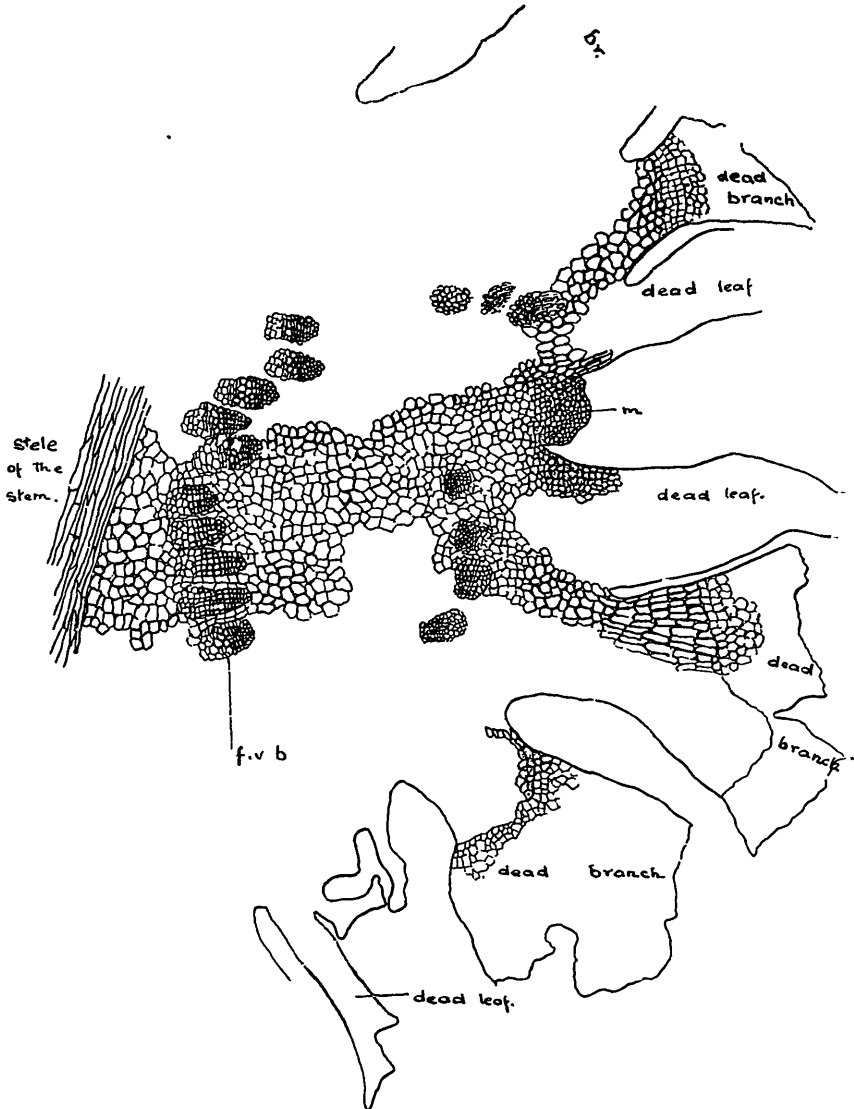 br.
dead
branch
dead leaf
m
stele
of the
stem.
dead leaf.
dead
branch.
f.v b
dead branch
dead leaf.